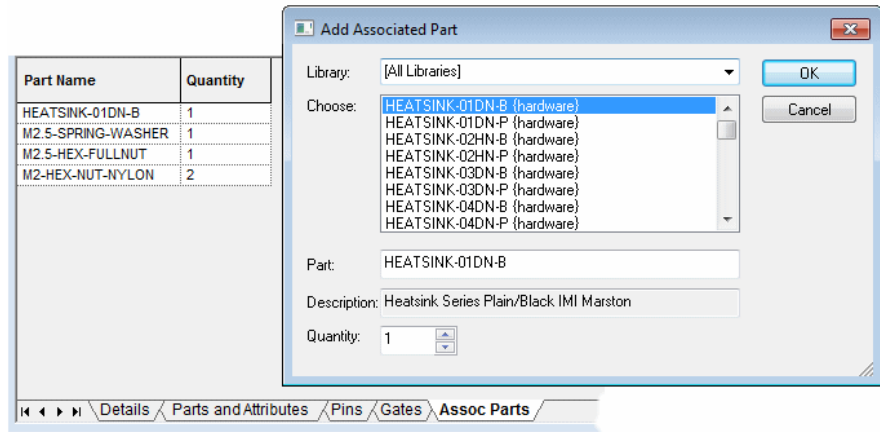 Add Associated Part
Part Name Quantity
HEATSINK-01DN-B 1
M2.5-SPRING-WASHER 1
M2.5-HEX-FULLNUT 1
M2-HEX-NUT-NYLON 2
Library: [All Libraries] OK
Choose: HEATSINK-01DN-B {hardware} Cancel
HEATSINK-01DN-P {hardware}
HEATSINK-02HN-B {hardware}
HEATSINK-02HN-P {hardware}
HEATSINK-03DN-B {hardware}
HEATSINK-03DN-P {hardware}
HEATSINK-04DN-B {hardware}
HEATSINK-04DN-P {hardware}
Part: HEATSINK-01DN-B
Description: Heatsink Series Plain/Black IMI Marston
Quantity: 1
Details Parts and Attributes Pins Gates Assoc Parts